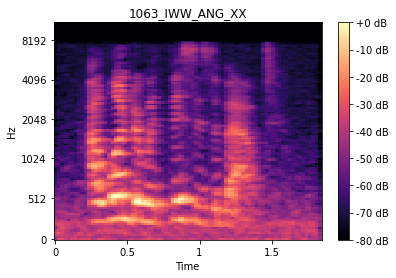 1063_IWW_ANG_XX
+0 dB
8192
-10 dB
4096
-20 dB
-30 dB
2048
Hz
-40 dB
1024
-50 dB
512
-60 dB
-70 dB
0
-80 dB
0
0.5
1
1.5
Time